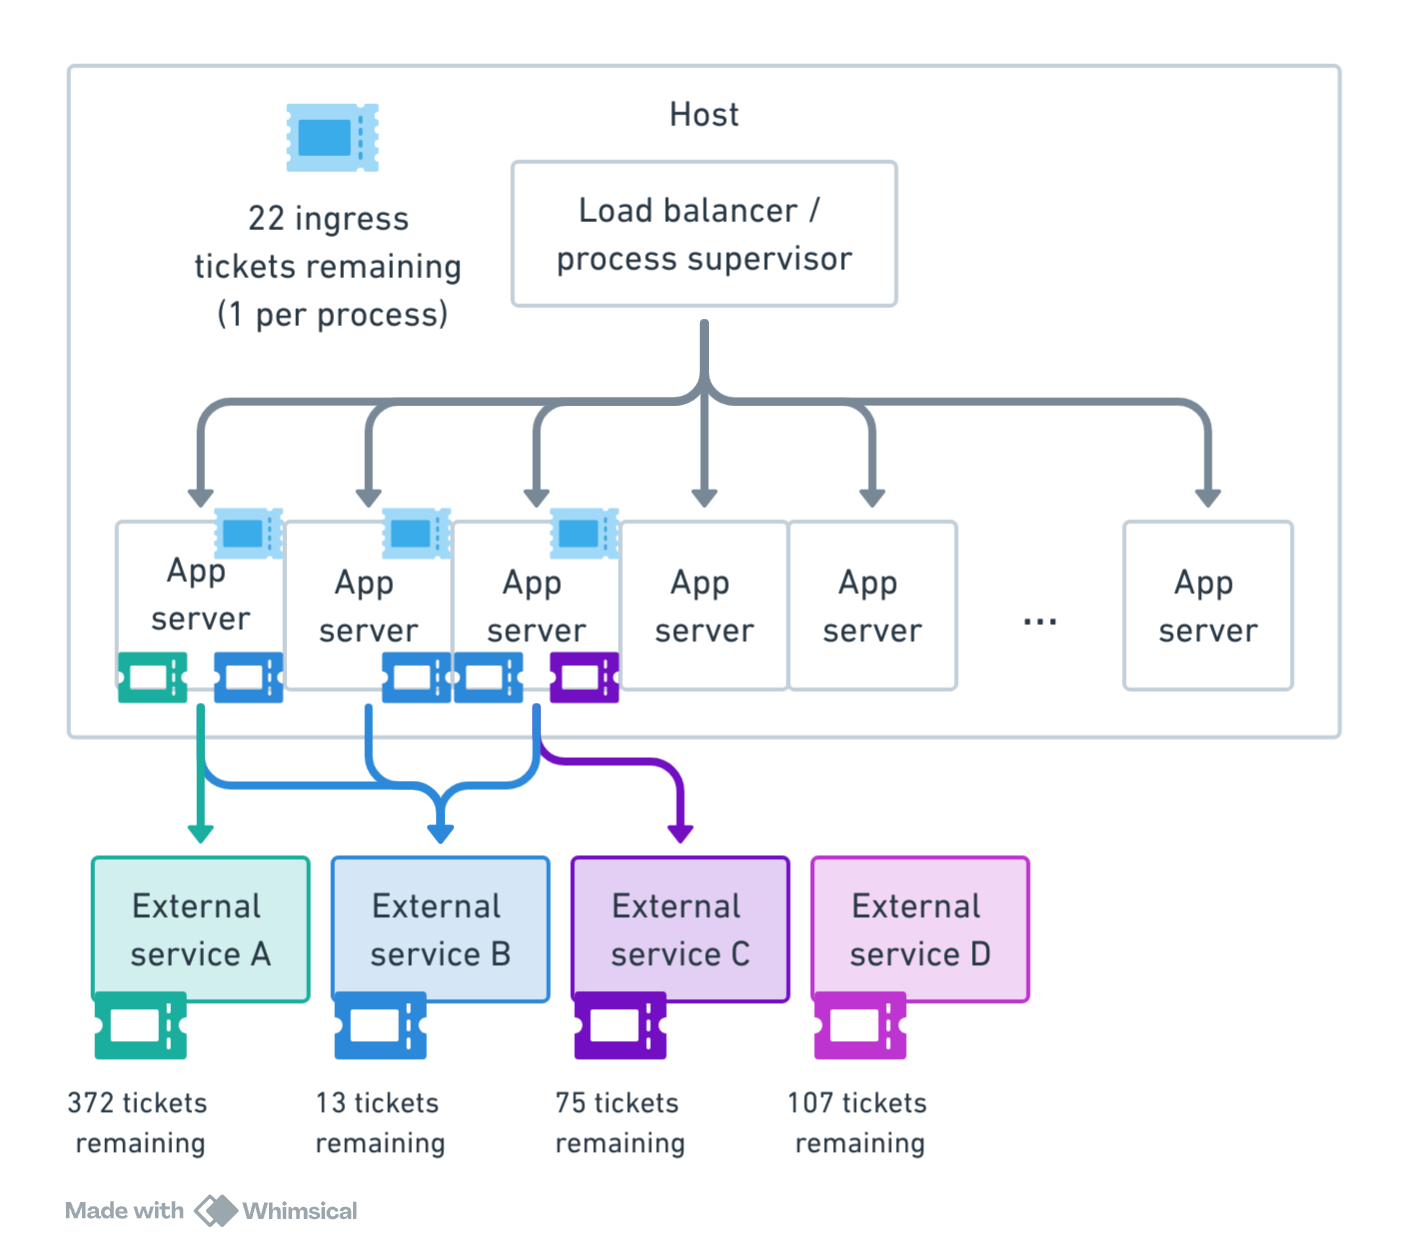 Host
22 ingress
tickets remaining
(1 per process)
Load balancer /
process supervisor
App
server
App
server
App
server
App
server
App
server
...
App
server
External
service A
External
service B
External
service C
External
service D
372 tickets
remaining
13 tickets
remaining
75 tickets
remaining
107 tickets
remaining
Made with Whimsical